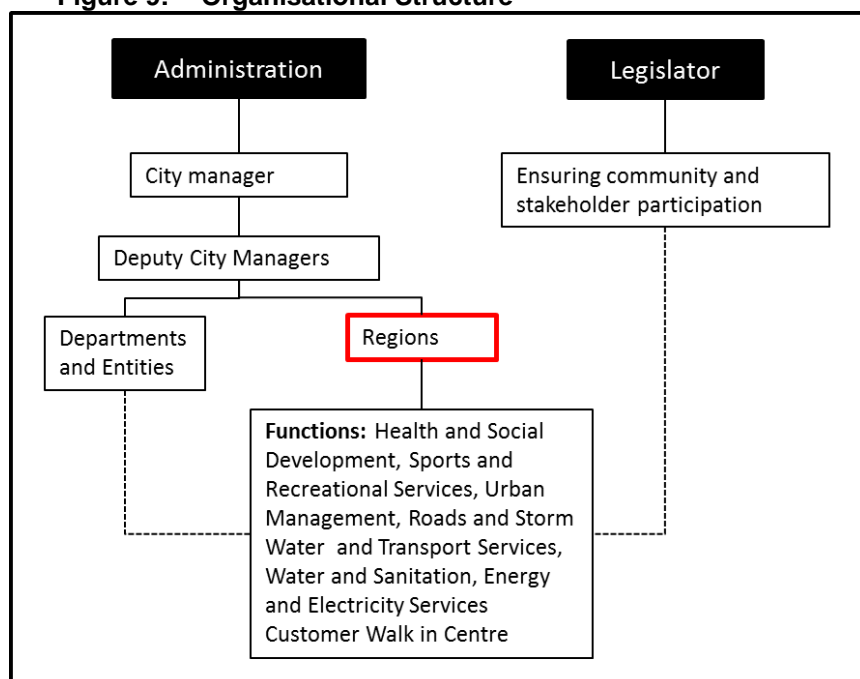 Figure 9: Organisational Structure
Administration
Legislator
City manager
Ensuring community and
stakeholder participation
Deputy City Managers
Departments
and Entities
Regions
Functions: Health and Social
Development, Sports and
Recreational Services, Urban
Management, Roads and Storm
Water and Transport Services,
Water and Sanitation, Energy
and Electricity Services
Customer Walk in Centre